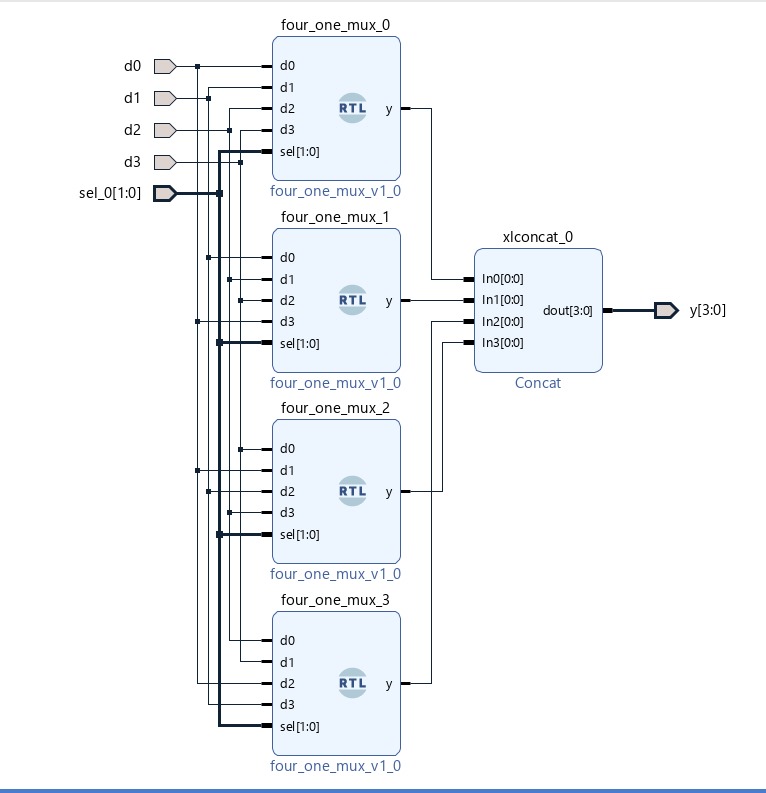 d0
d1
d2
d3
sel_0[1:0]
four_one_mux_0
d0
d1
d2
d3
sel[1:0]
RTL
y
four_one_mux_v1_0
four_one_mux_1
d0
d1
d2
d3
sel[1:0]
RTL
y
four_one_mux_v1_0
four_one_mux_2
d0
d1
d2
d3
sel[1:0]
RTL
y
four_one_mux_v1_0
four_one_mux_3
d0
d1
d2
d3
sel[1:0]
RTL
y
four_one_mux_v1_0
xlconcat_0
In0[0:0]
In1[0:0]
In2[0:0]
In3[0:0]
dout[3:0]
Concat
y[3:0]